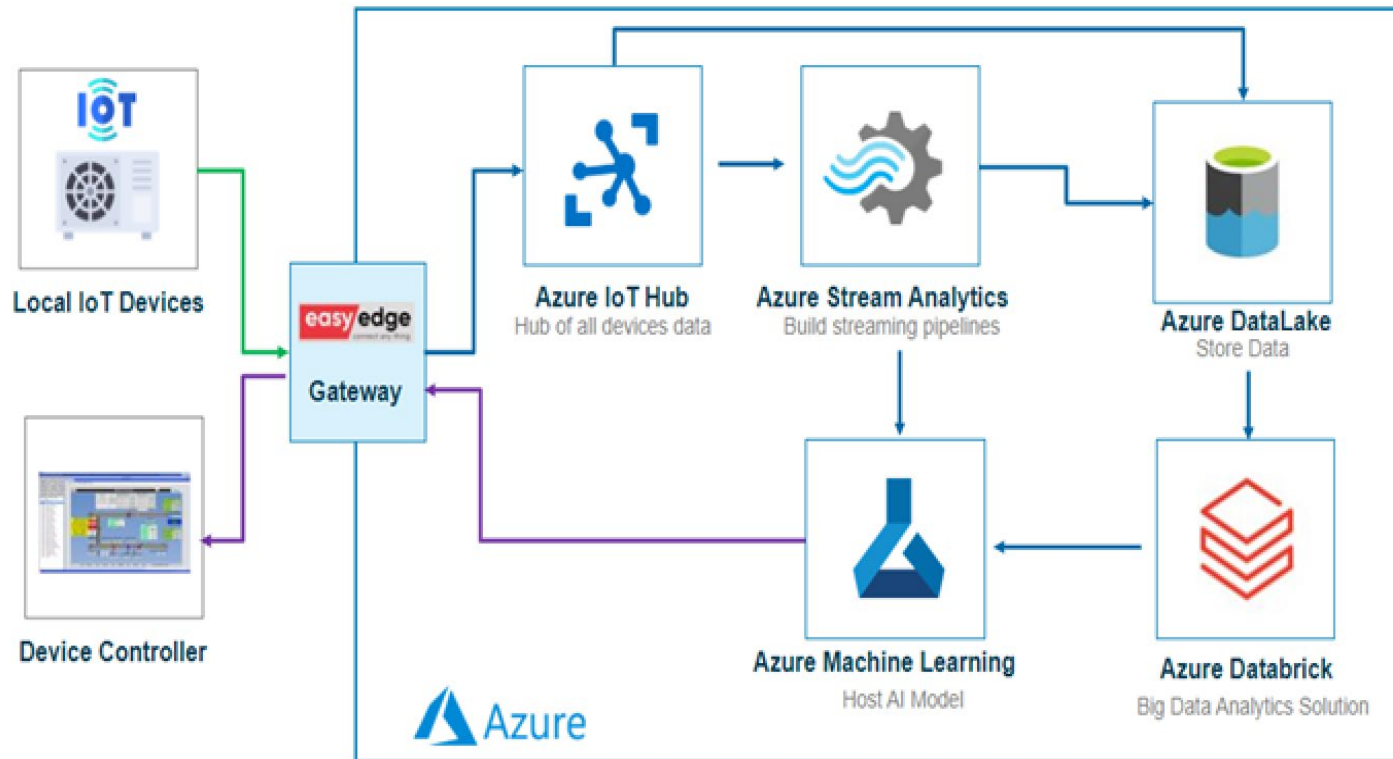 IOT
Local IoT Devices
easyedge
connect any thing
Gateway
Device Controller
Azure IoT Hub
Hub of all devices data
Azure Stream Analytics
Build streaming pipelines
Azure DataLake
Store Data
Azure Machine Learning
Host AI Model
Azure Databrick
Big Data Analytics Solution
Azure